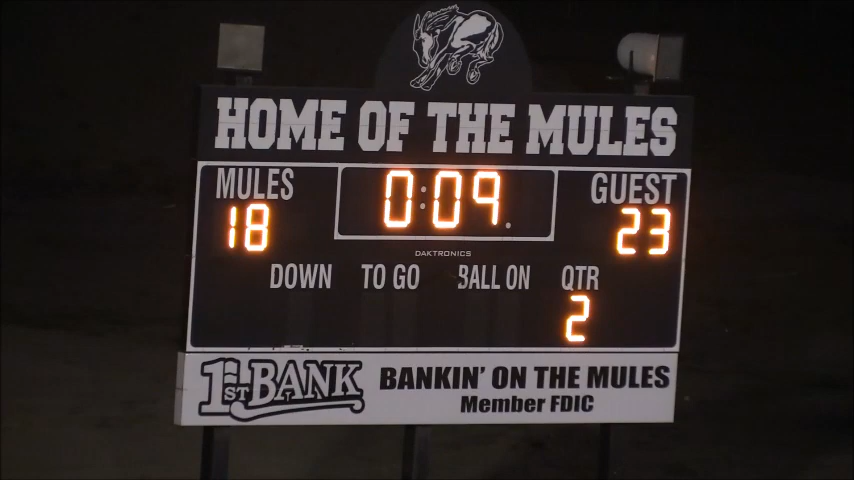 HOME OF THE MULES
MULES 0:09 GUEST
18 23
DAKTRONICS
DOWN TO GO BALL ON QTR
2
1ST BANK BANKIN' ON THE MULES
Member FDIC